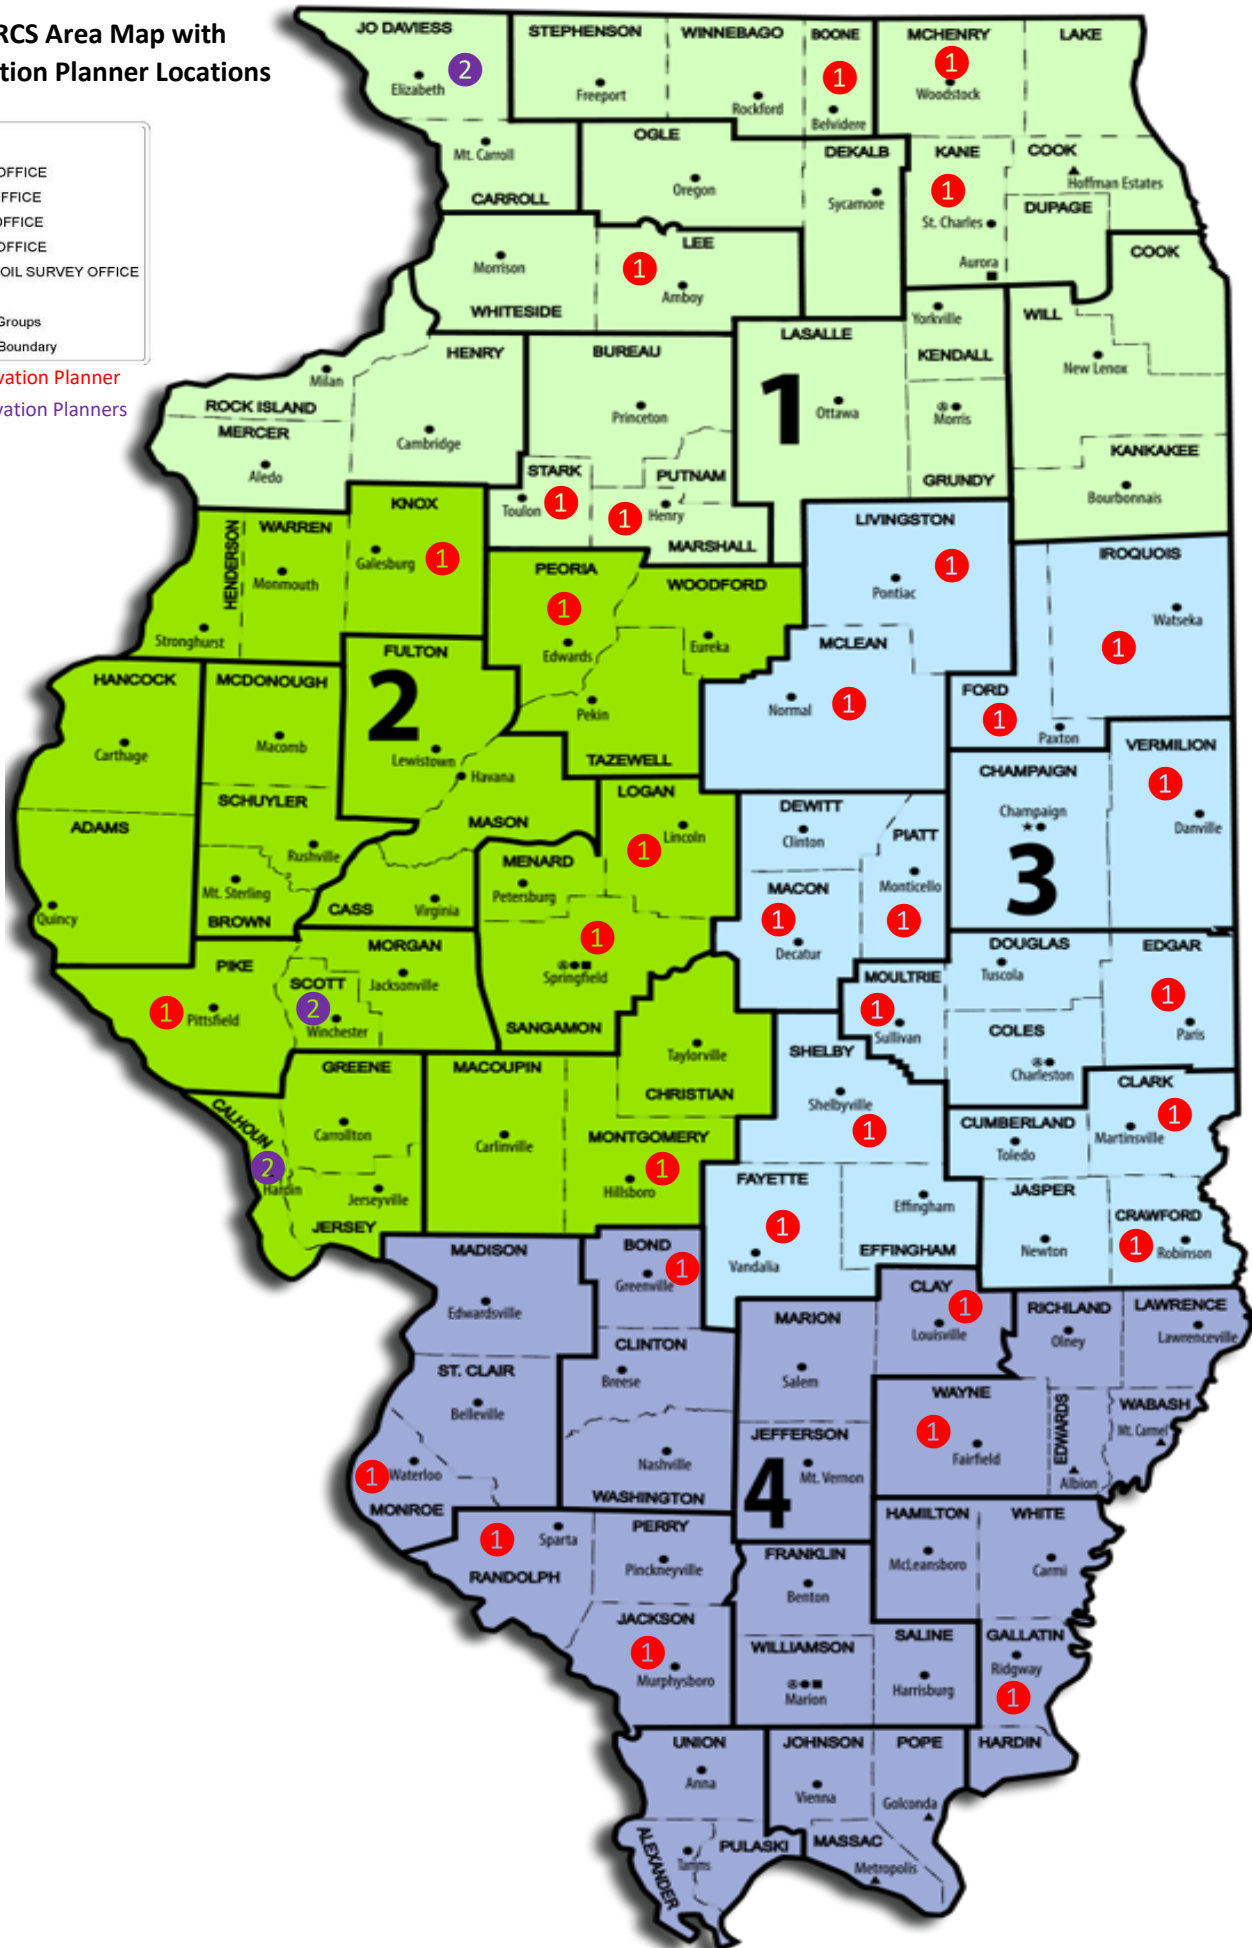 RCS Area Map with
tion Planner Locations
OFFICE
OFFICE
OFFICE
OFFICE
OIL SURVEY OFFICE
Groups
Boundary
vation Planner
vation Planners
JO DAVIESS
2
Elizabeth
STEPHENSON
Freeport
WINNEBAGO
Rockford
BOONE
1
Belvidere
MCHENRY
1
Woodstock
LAKE
Mt. Carroll
CARROLL
OGLE
Oregon
DEKALB
Sycamore
KANE
1
St. Charles
Aurora
COOK
Hoffman Estates
DUPAGE
COOK
Morrison
WHITESIDE
LEE
1
Amboy
HENRY
Cambridge
Milan
ROCK ISLAND
MERCER
Aledo
BUREAU
Princeton
PUTNAM
STARK
Toulon
1
1
Henry
MARSHALL
LASALLE
1
Ottawa
Yorkville
KENDALL
Morris
GRUNDY
WILL
New Lenox
KANKAKEE
Bourbonnais
HENDERSON
Stronghurst
WARREN
Monmouth
KNOX
Galesburg
1
PEORIA
1
Edwards
WOODFORD
Eureka
Pekin
TAZEWELL
LIVINGSTON
1
Pontiac
IROQUOIS
Watseka
1
MCLEAN
Normal
1
FORD
1
Paxton
HANCOCK
Carthage
MCDONOUGH
Macomb
FULTON
2
Lewistown
Havana
MASON
ADAMS
Quincy
SCHUYLER
Rushville
Mt. Sterling
BROWN
CASS
Virginia
LOGAN
Lincoln
1
MENARD
Petersburg
1
Springfield
SANGAMON
DEWITT
Clinton
PIATT
Monticello
1
MACON
1
Decatur
CHAMPAIGN
Champaign
3
VERMILION
1
Danville
PIKE
1
Pittsfield
SCOTT
2
Winchester
MORGAN
Jacksonville
Taylorville
CHRISTIAN
MOULTRIE
1
Sullivan
DOUGLAS
Tuscola
COLES
Charleston
EDGAR
1
Paris
CALHOUN
2
Hardin
GREENE
Carrollton
Jerseyville
JERSEY
MACOUPIN
Carlinville
MONTGOMERY
1
Hillsboro
SHELBY
Shelbyville
1
CUMBERLAND
Toledo
CLARK
1
Martinsville
FAYETTE
1
Vandalia
Effingham
EFFINGHAM
JASPER
Newton
CRAWFORD
1
Robinson
MADISON
Edwardsville
BOND
1
Greenville
CLINTON
Breese
MARION
Salem
CLAY
1
Louisville
RICHLAND
Olney
LAWRENCE
Lawrenceville
ST. CLAIR
Belleville
1
Waterloo
MONROE
Nashville
WASHINGTON
JEFFERSON
4
Mt. Vernon
WAYNE
1
Fairfield
EDWARDS
Albion
WABASH
Mt. Carmel
1
Sparta
RANDOLPH
PERRY
Pinckneyville
FRANKLIN
Benton
HAMILTON
McLeansboro
WHITE
Carmi
JACKSON
1
Murphysboro
WILLIAMSON
Marion
SALINE
Harrisburg
GALLATIN
Ridgway
1
UNION
Anna
JOHNSON
Vienna
POPE
Golconda
HARDIN
ALEXANDER
Tamms
PULASKI
MASSAC
Metropolis